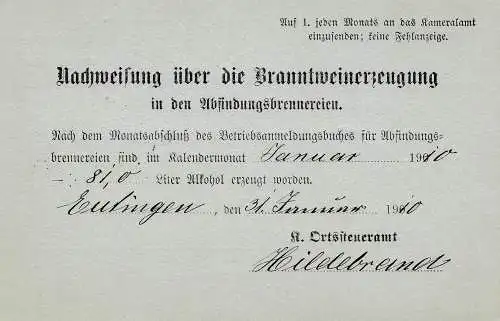 Auf 1. jeden Monats an das Kameralamt
einzusenden; keine Fehlanzeige.
Nachweisung über die Branntweinerzeugung
in den Abfindungsbrennereien.
Nach dem Monatsabschluß des Betriebsanmeldungsbuches für Abfindungs-
brennereien sind im Kalendermonat Januar 1910
-: 81,0 Liter Alkohol erzeugt worden.
Eutingen, den 31. Januar 1910
K. Ortssteueramt
Hildebrand